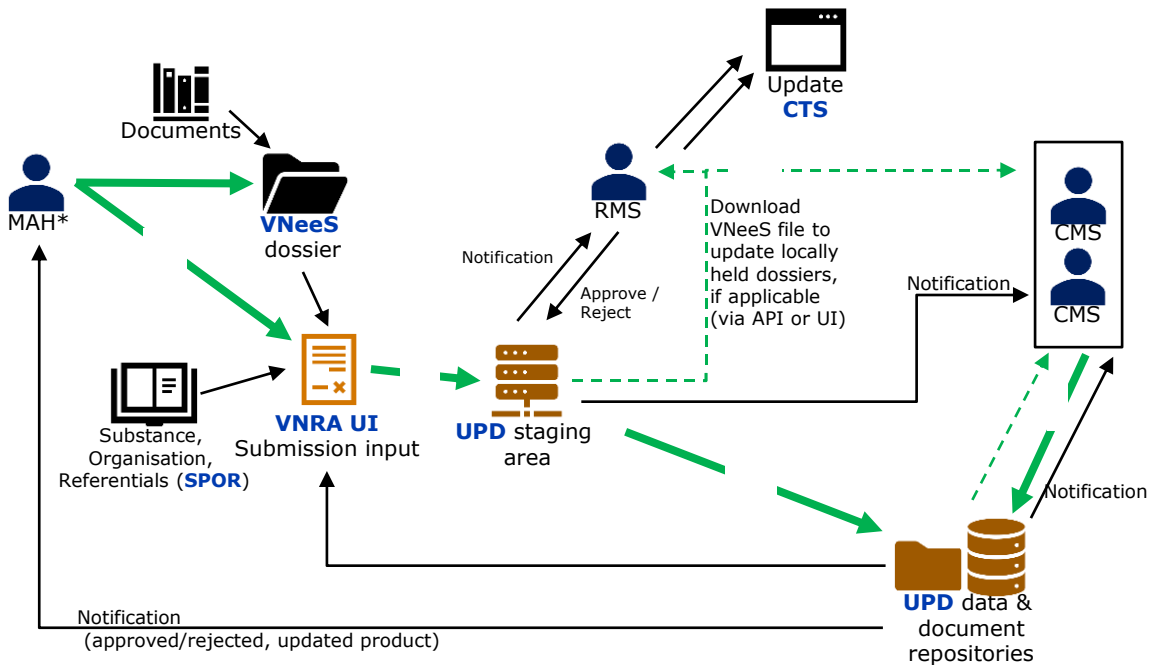 Update
CTS
Documents
MAH*
VNeeS
dossier
RMS
Download
VNeeS file to
update locally
held dossiers,
if applicable
(via API or UI)
CMS
CMS
Notification
Approve /
Reject
Notification
VNRA UI
Submission input
UPD staging
area
Substance,
Organisation,
Referentials (SPOR)
Notification
UPD data &
document
repositories
Notification
(approved/rejected, updated product)